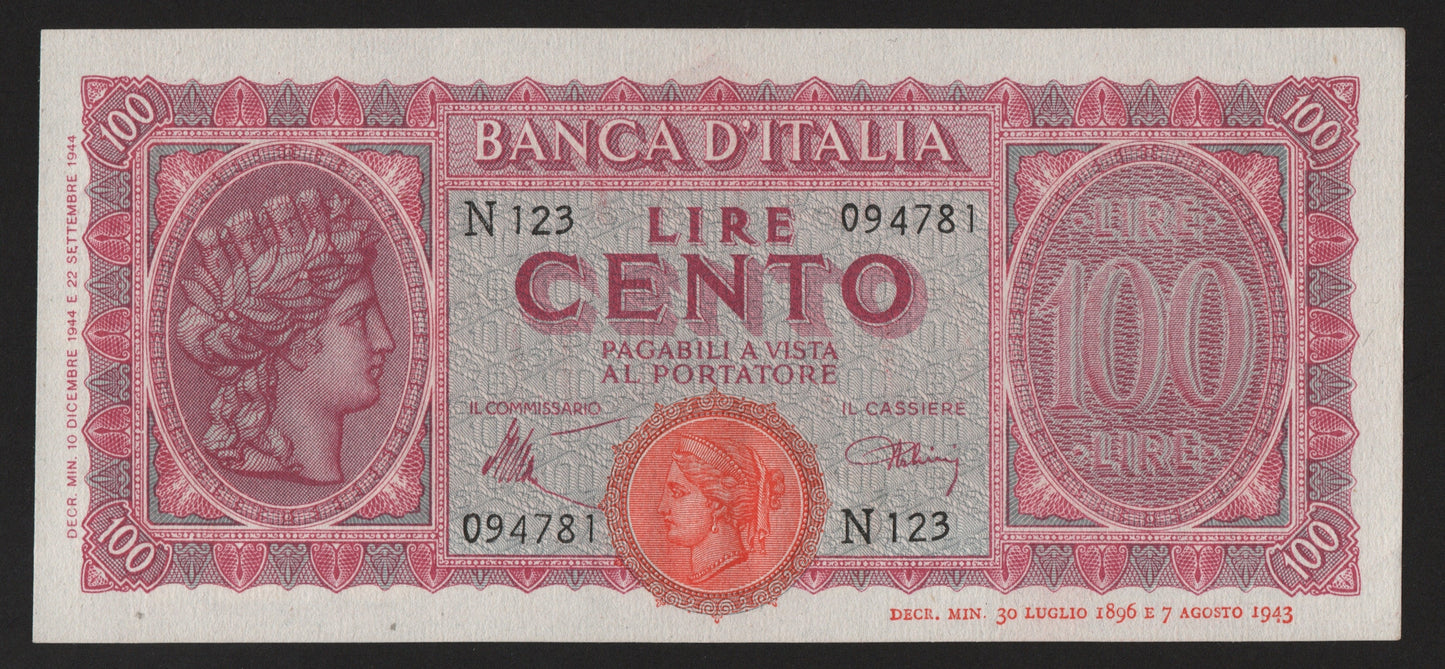 100
100
BANCA D'ITALIA
DECR. MIN. 10 DICEMBRE 1944 E 22 SETTEMBRE 1944
N 123
LIRE
094781
CENTO
PAGABILI A VISTA
AL PORTATORE
IL COMMISSARIO
IL CASSIERE
094781
N 123
LIRE
100
LIRE
100
100
DECR. MIN. 30 LUGLIO 1896 E 7 AGOSTO 1943